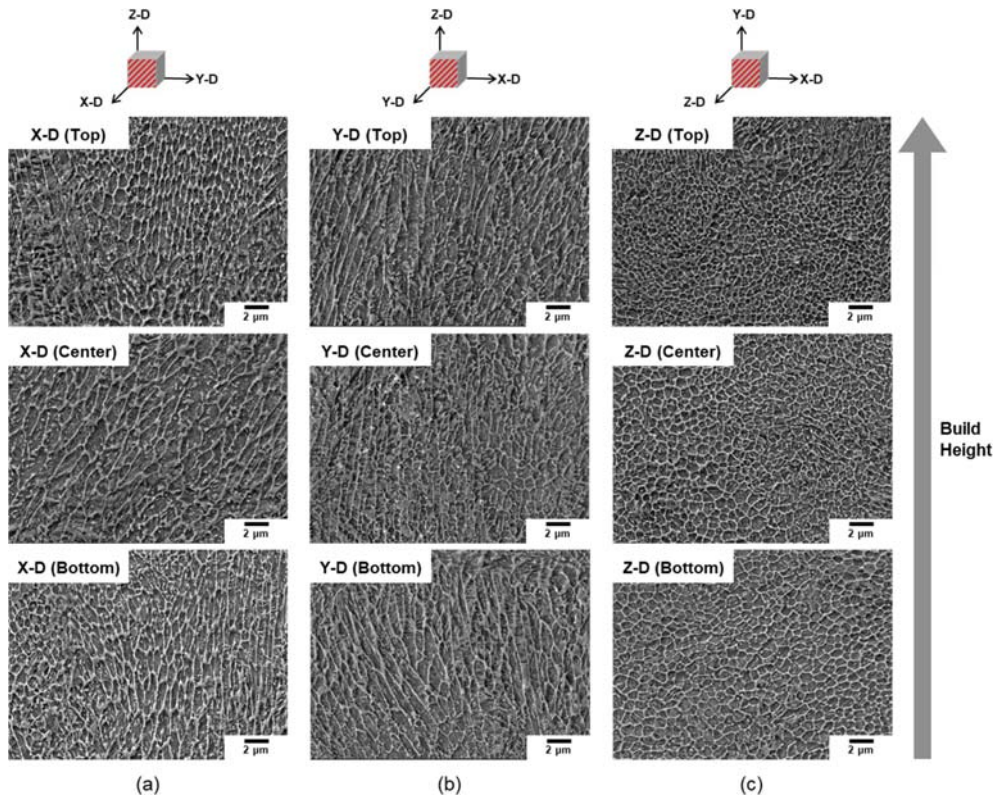 Z-D
Y-D
X-D
Z-D
X-D
Y-D
Y-D
X-D
Z-D
X-D (Top)
2 µm
Y-D (Top)
2 µm
Z-D (Top)
2 µm
X-D (Center)
2 µm
Y-D (Center)
2 µm
Z-D (Center)
2 µm
Build
Height
X-D (Bottom)
2 µm
Y-D (Bottom)
2 µm
Z-D (Bottom)
2 µm
(a)
(b)
(c)